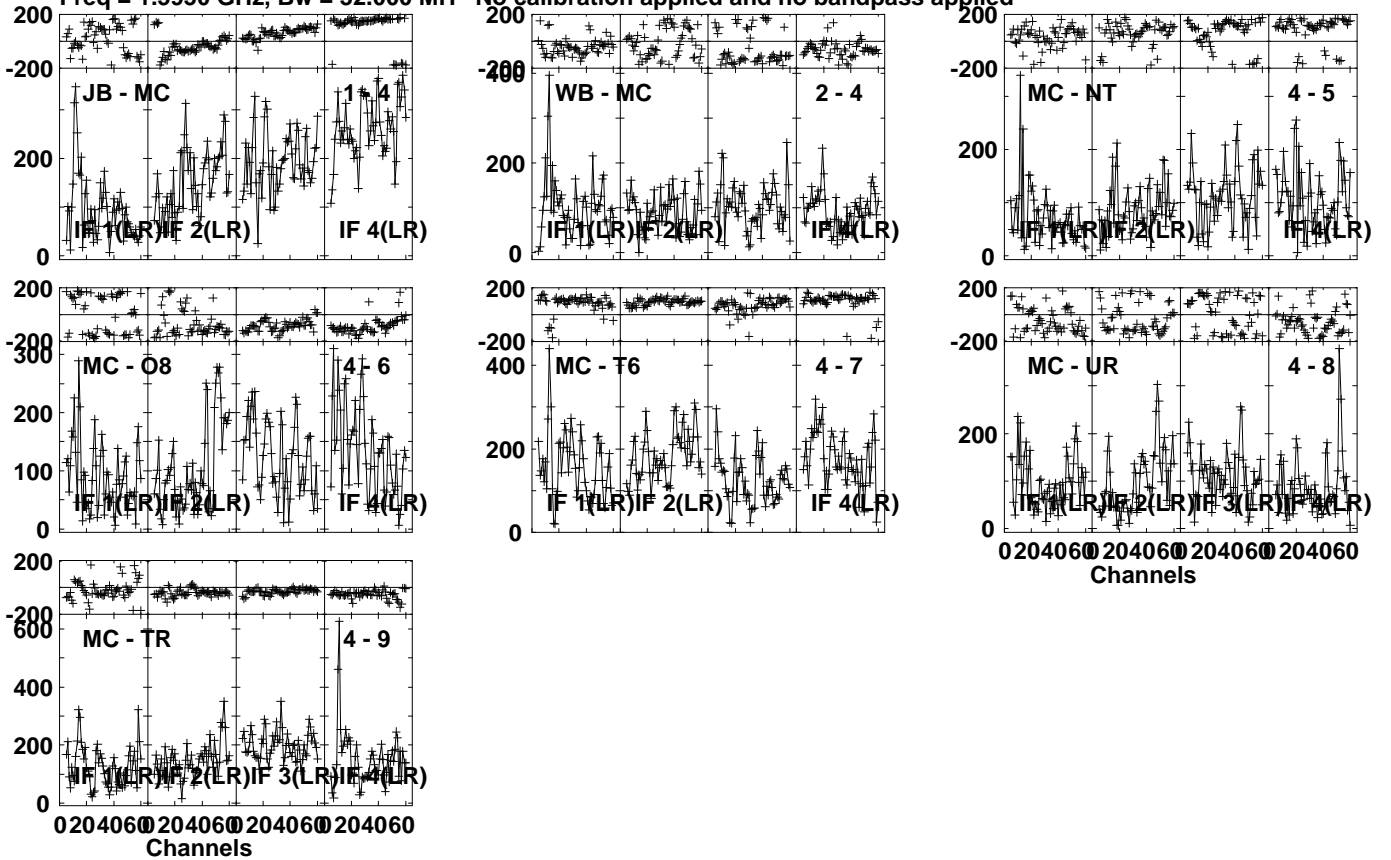 Freq = GHz, Bw = 32.000 MH No calibration applied and no bandpass applied
200 200 200
-200 -200 -200
400
JB - MC 1 - 4 WB - MC 2 - 4 MC - NT 4 - 5
200 200 200
IF 1(LR) IF 2(LR) IF 4(LR) IF 1(LR) IF 2(LR) IF 4(LR) IF 1(LR) IF 2(LR) IF 4(LR)
0 0 0
200 200 200
-200 -200 -200
300
MC - O8 4 - 6 MC - T6 4 - 7 MC - UR 4 - 8
400
200 200 200
100
IF 1(LR) IF 2(LR) IF 4(LR) IF 1(LR) IF 2(LR) IF 4(LR) IF 1(LR) IF 2(LR) IF 3(LR) IF 4(LR)
0 0 0
0 20 40 60 0 20 40 60 0 20 40 60 0 20 40 60
Channels
200
-200
600
MC - TR 4 - 9
400
200
IF 1(LR) IF 2(LR) IF 3(LR) IF 4(LR)
0
0 20 40 60 0 20 40 60 0 20 40 60 0 20 40 60
Channels